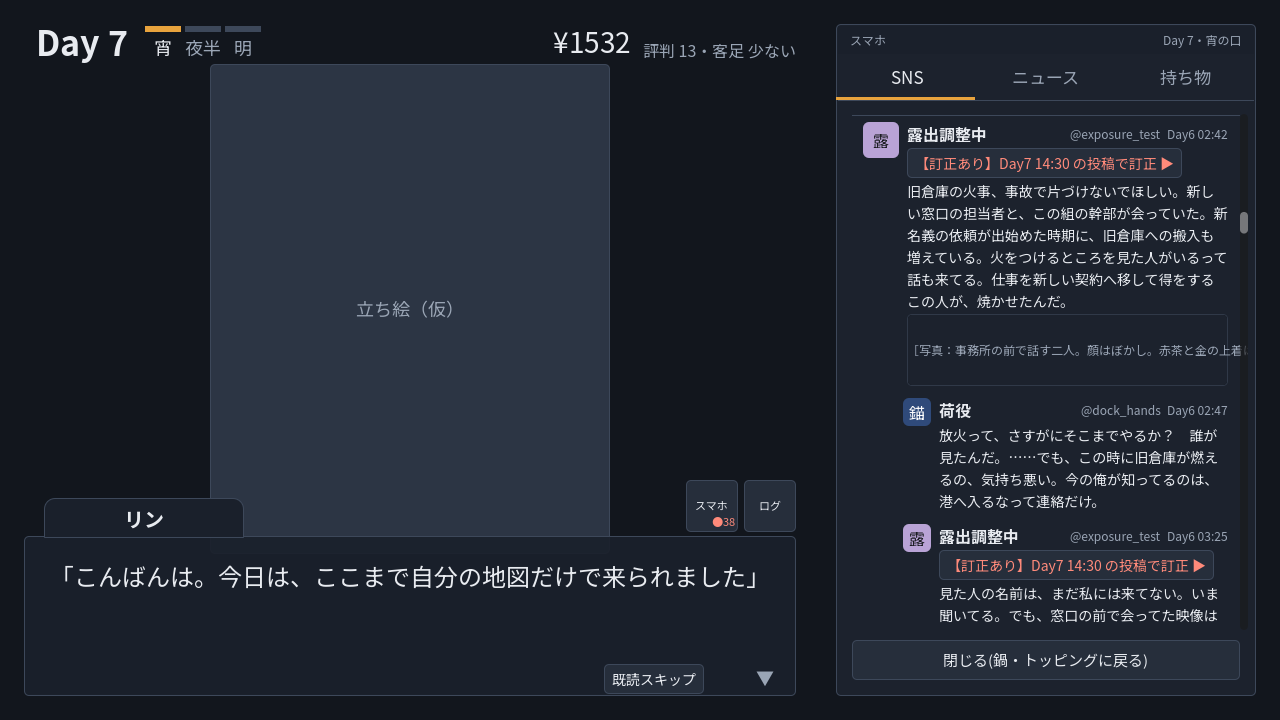 Day 7
宵 夜半 明
¥1532
評判 13・客足 少ない
立ち絵（仮）
スマホ
●38
ログ
リン
「こんばんは。今日は、ここまで自分の地図だけで来られました」
既読スキップ
▼
スマホ
Day 7・宵の口
SNS ニュース 持ち物
露
露出調整中
@exposure_test Day6 02:42
【訂正あり】Day7 14:30 の投稿で訂正 ▶
旧倉庫の火事、事故で片づけないでほしい。新し
い窓口の担当者と、この組の幹部が会っていた。新
名義の依頼が出始めた時期に、旧倉庫への搬入も
増えている。火をつけるところを見た人がいるって
話も来てる。仕事を新しい契約へ移して得をする
この人が、焼かせたんだ。
［写真：事務所の前で話す二人。顔はぼかし。赤茶と金の上着
錨
荷役
@dock_hands Day6 02:47
放火って、さすがにそこまでやるか？　誰が
見たんだ。……でも、この時に旧倉庫が燃え
るの、気持ち悪い。今の俺が知ってるのは、
港へ入るなって連絡だけ。
露
露出調整中
@exposure_test Day6 03:25
【訂正あり】Day7 14:30 の投稿で訂正 ▶
見た人の名前は、まだ私には来てない。いま
聞いてる。でも、窓口の前で会ってた映像は
閉じる(鍋・トッピングに戻る)